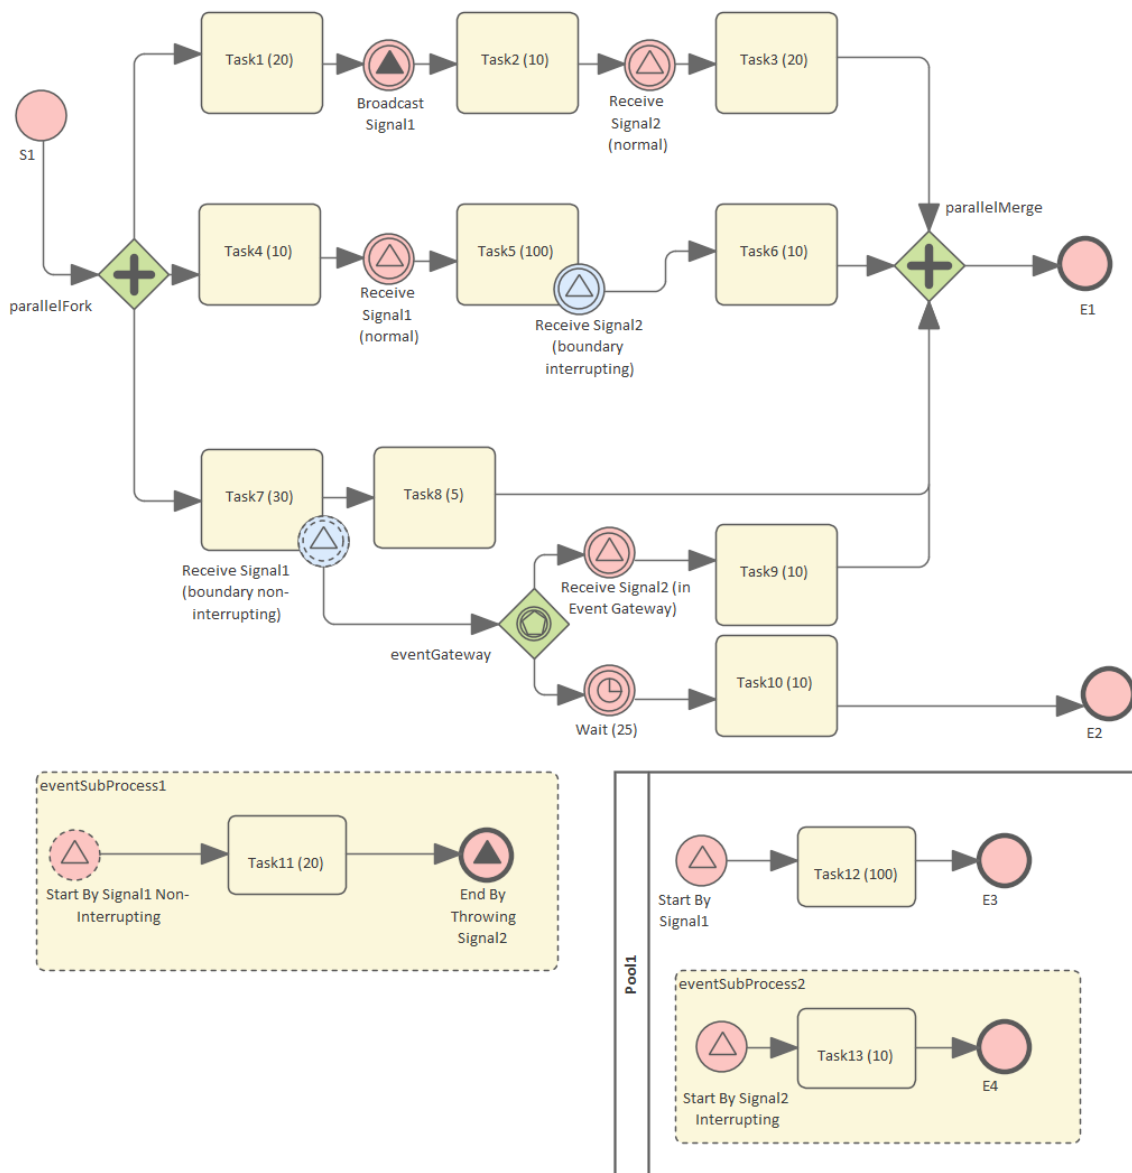 Task1 (20)
Broadcast
Signal1
Task2 (10)
Receive
Signal2
(normal)
Task3 (20)
S1
parallelFork
Task4 (10)
Receive
Signal1
(normal)
Task5 (100)
Receive Signal2
(boundary
interrupting)
Task6 (10)
parallelMerge
E1
Task7 (30)
Receive Signal1
(boundary non-
interrupting)
Task8 (5)
eventGateway
Receive Signal2 (in
Event Gateway)
Task9 (10)
Wait (25)
Task10 (10)
E2
eventSubProcess1
Start By Signal1 Non-
Interrupting
Task11 (20)
End By
Throwing
Signal2
Pool1
Start By
Signal1
Task12 (100)
E3
eventSubProcess2
Start By Signal2
Interrupting
Task13 (10)
E4